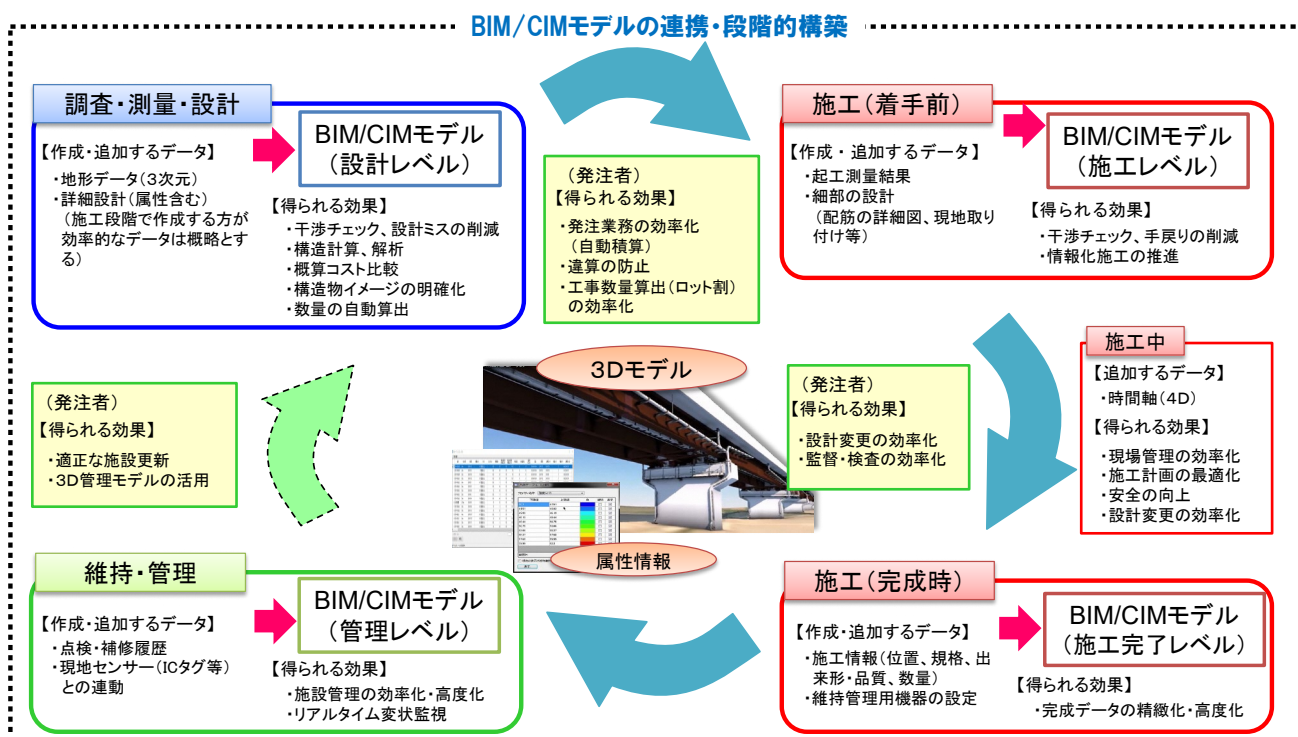 BIM/CIMモデルの連携・段階的構築
調査・測量・設計
【作成・追加するデータ】
・地形データ(3次元)
・詳細設計(属性含む)
(施工段階で作成する方が
効率的なデータは概略とす
る)
BIM/CIMモデル
(設計レベル)
【得られる効果】
・干渉チェック、設計ミスの削減
・構造計算、解析
・概算コスト比較
・構造物イメージの明確化
・数量の自動算出
(発注者)
【得られる効果】
・発注業務の効率化
(自動積算)
・違算の防止
・工事数量算出(ロット割)
の効率化
施工(着手前)
【作成・追加するデータ】
・起工測量結果
・細部の設計
(配筋の詳細図、現地取り
付け等)
BIM/CIMモデル
(施工レベル)
【得られる効果】
・干渉チェック、手戻りの削減
・情報化施工の推進
施工中
【追加するデータ】
・時間軸(4D)
【得られる効果】
・現場管理の効率化
・施工計画の最適化
・安全の向上
・設計変更の効率化
(発注者)
【得られる効果】
・設計変更の効率化
・監督・検査の効率化
3Dモデル
属性情報
(発注者)
【得られる効果】
・適正な施設更新
・3D管理モデルの活用
維持・管理
【作成・追加するデータ】
・点検・補修履歴
・現地センサー(ICタグ等)
との連動
BIM/CIMモデル
(管理レベル)
【得られる効果】
・施設管理の効率化・高度化
・リアルタイム変状監視
施工(完成時)
【作成・追加するデータ】
・施工情報(位置、規格、出
来形・品質、数量)
・維持管理用機器の設定
BIM/CIMモデル
(施工完了レベル)
【得られる効果】
・完成データの精緻化・高度化